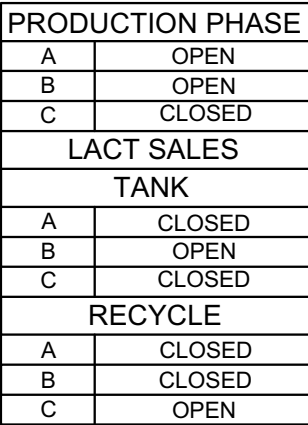 PRODUCTION PHASE
A OPEN
B OPEN
C CLOSED
LACT SALES
TANK
A CLOSED
B OPEN
C CLOSED
RECYCLE
A CLOSED
B CLOSED
C OPEN